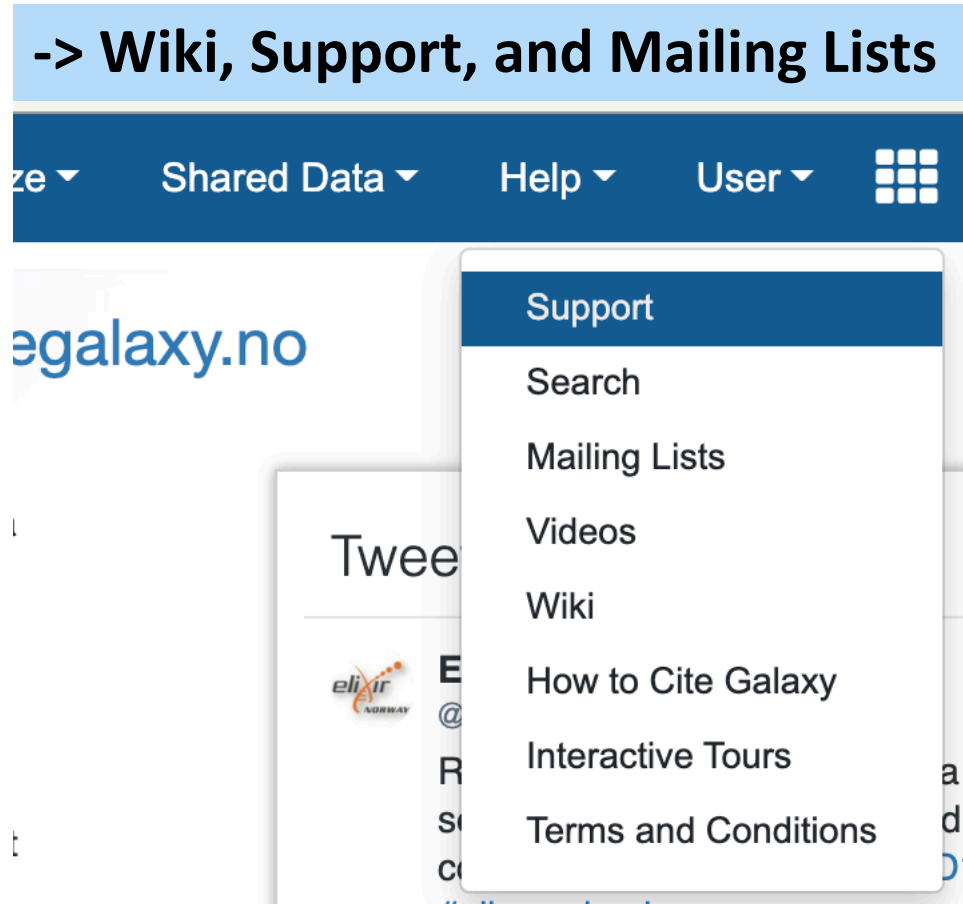 -> Wiki, Support, and Mailing Lists
ze Shared Data Help User
Support
egalaxy.no
Search
Mailing Lists
Videos
Twee
Wiki
elixir
NORWAY
E
How to Cite Galaxy
@
Interactive Tours
R
a
Terms and Conditions
d
t